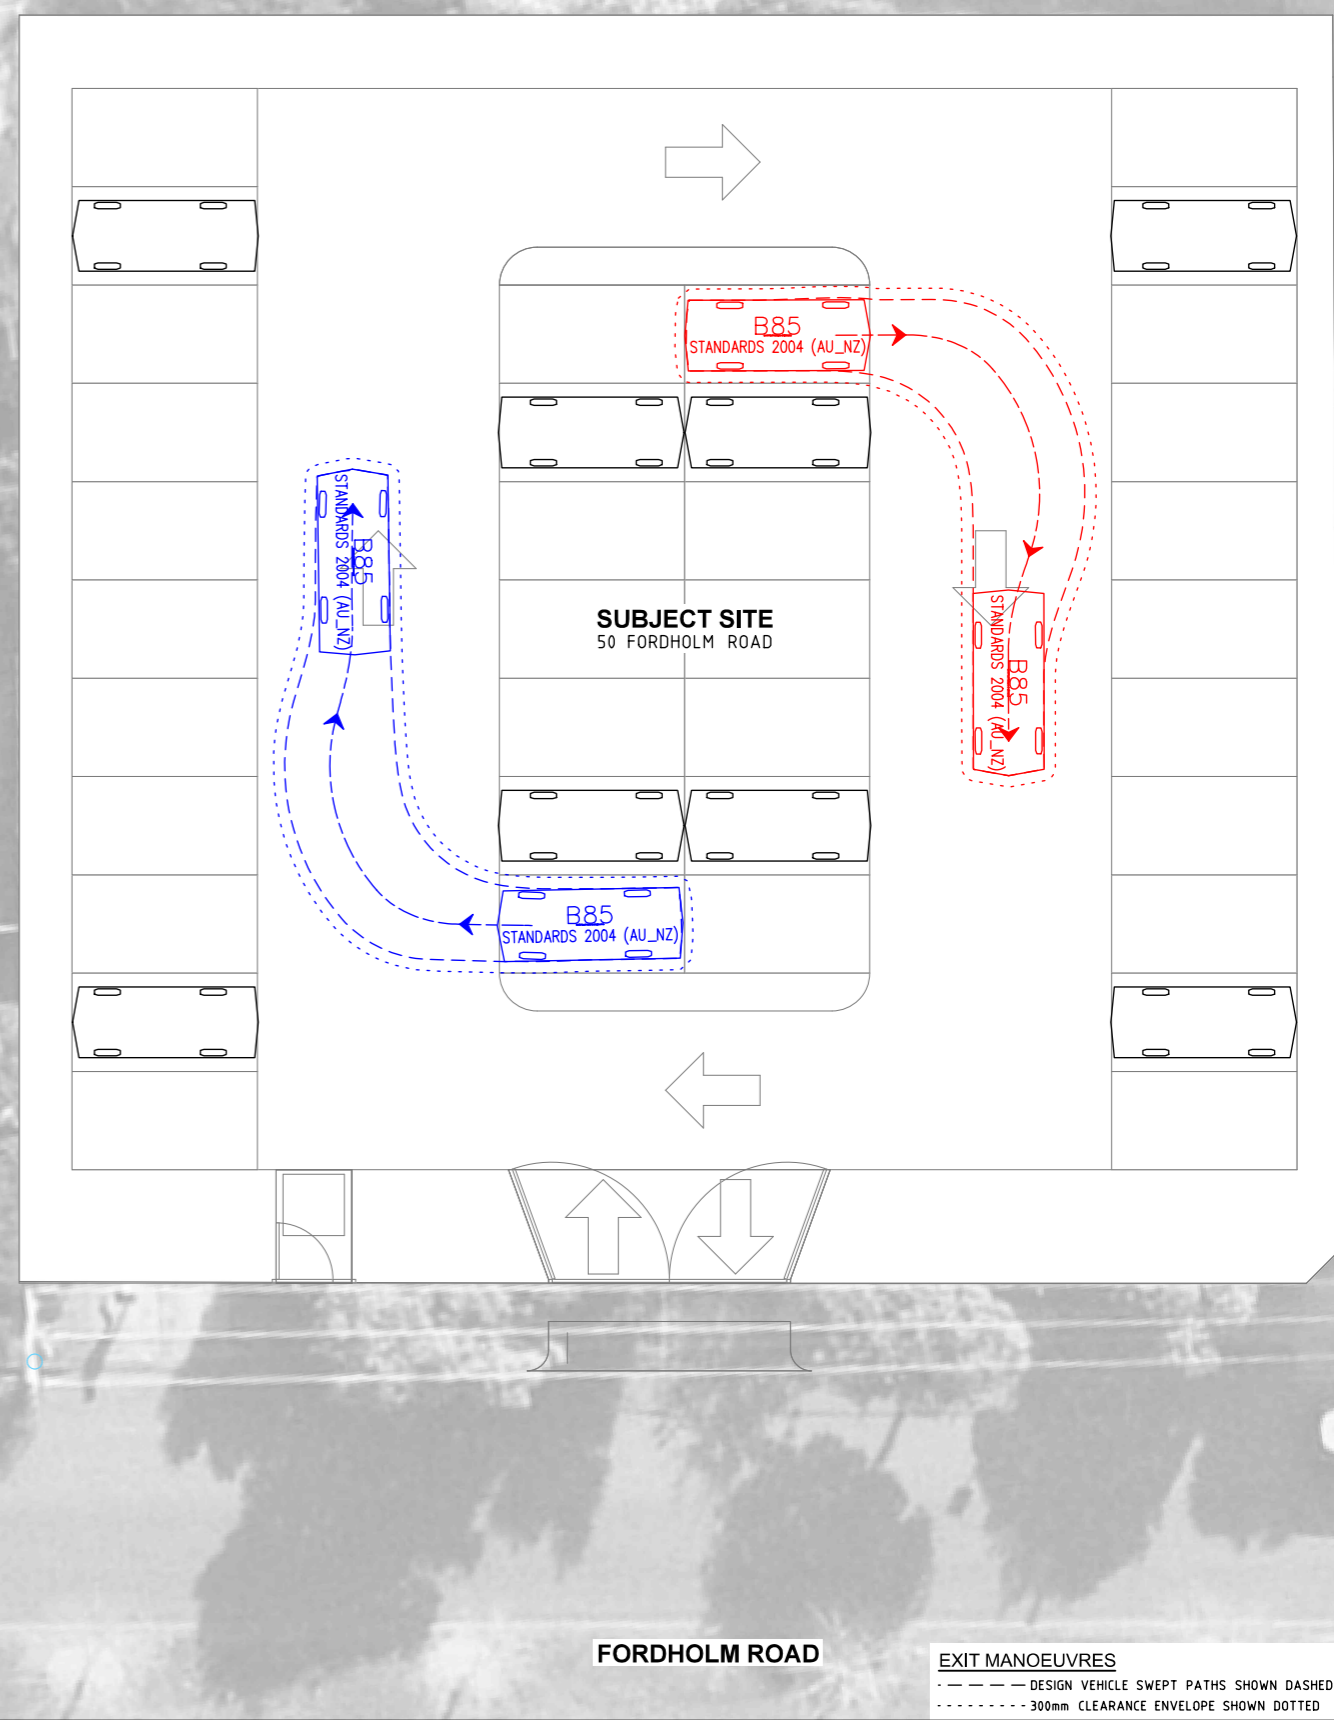 B85
STANDARDS 2004 (AU_NZ)
B85
STANDARDS 2004 (AU_NZ)
SUBJECT SITE
50 FORDHOLM ROAD
B85
STANDARDS 2004 (AU_NZ)
B85
STANDARDS 2004 (AU_NZ)
FORDHOLM ROAD
EXIT MANOEUVRES
DESIGN VEHICLE SWEPT PATHS SHOWN DASHED
300mm CLEARANCE ENVELOPE SHOWN DOTTED